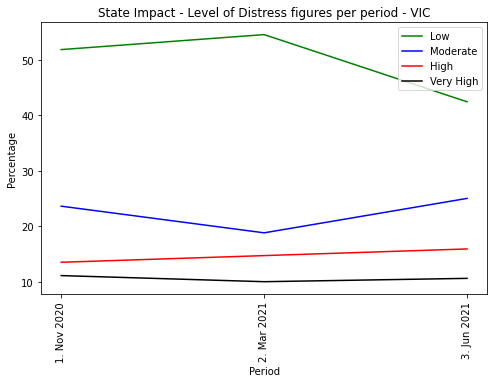 State Impact - Level of Distress figures per period - VIC
Low
Moderate
High
Very High
Percentage
50
40
30
20
10
1. Nov 2020
2. Mar 2021
3. Jun 2021
Period